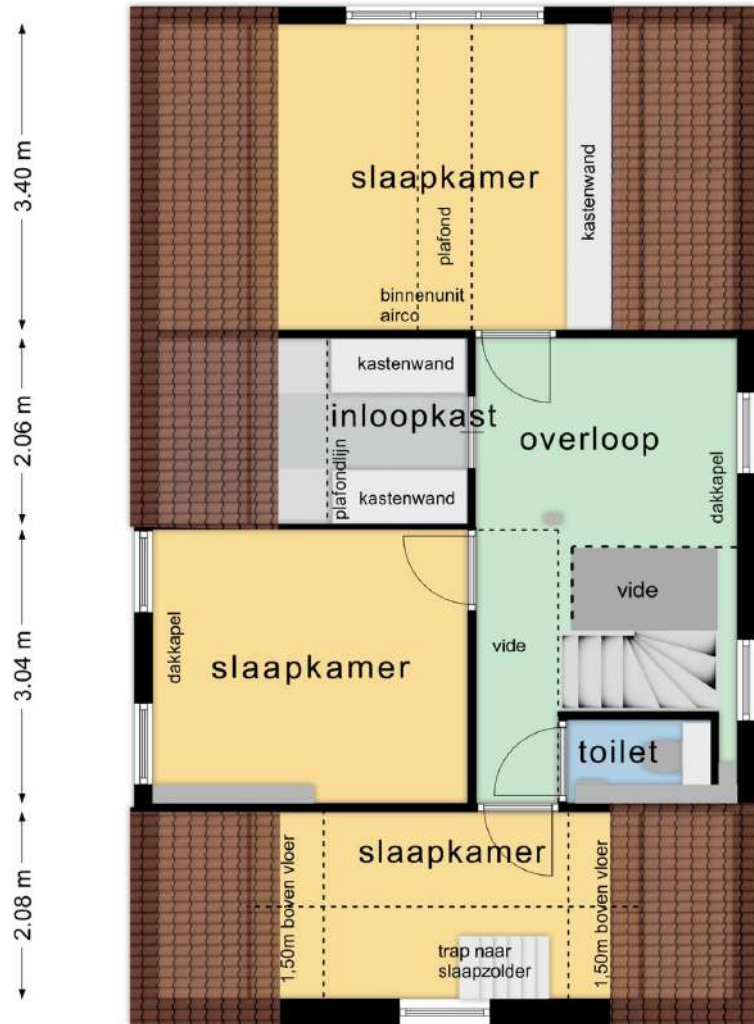 3.40 m
slaapkamer
plafond
kastenwand
binnenunit
airco
2.06 m
kastenwand
inloopkast
plafondlijn
kastenwand
overloop
dakkapel
3.04 m
dakkapel
slaapkamer
vide
vide
toilet
2.08 m
slaapkamer
1,50m boven vloer
trap naar
slaapzolder
1,50m boven vloer